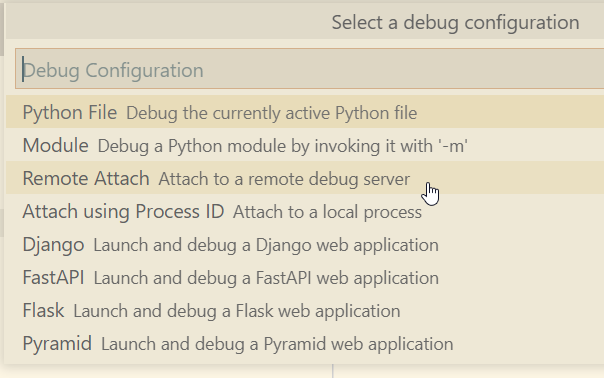 Select a debug configuration
Debug Configuration
Python File Debug the currently active Python file
Module Debug a Python module by invoking it with '-m'
Remote Attach Attach to a remote debug server
Attach using Process ID Attach to a local process
Django Launch and debug a Django web application
FastAPI Launch and debug a FastAPI web application
Flask Launch and debug a Flask web application
Pyramid Launch and debug a Pyramid web application